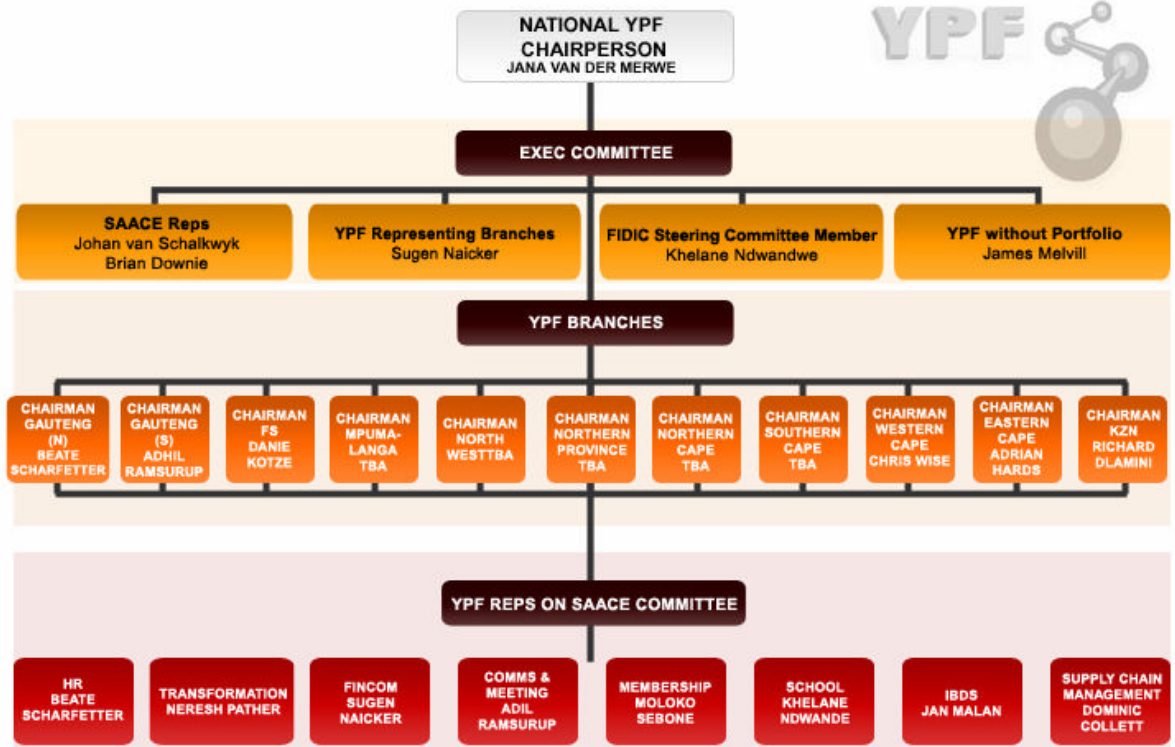 NATIONAL YPF
CHAIRPERSON
JANA VAN DER MERWE
YPF
EXEC COMMITTEE
SAACE Reps
Johan van Schalkwyk
Brian Downie
YPF Representing Branches
Sugen Naicker
FIDIC Steering Committee Member
Khelane Ndwandwe
YPF without Portfolio
James Melvill
YPF BRANCHES
CHAIRMAN
GAUTENG
(N)
BEATE
SCHARFETTER
CHAIRMAN
GAUTENG
(S)
ADHIL
RAMSURUP
CHAIRMAN
FS
DANIE
KOTZE
CHAIRMAN
MPUMA-
LANGA
TBA
CHAIRMAN
NORTH
WESTTBA
CHAIRMAN
NORTHERN
PROVINCE
TBA
CHAIRMAN
NORTHERN
CAPE
TBA
CHAIRMAN
SOUTHERN
CAPE
TBA
CHAIRMAN
WESTERN
CAPE
CHRIS WISE
CHAIRMAN
EASTERN
CAPE
ADRIAN
HARDS
CHAIRMAN
KZN
RICHARD
DLAMINI
YPF REPS ON SAACE COMMITTEE
HR
BEATE
SCHARFETTER
TRANSFORMATION
NERESH PATHER
FINCOM
SUGEN
NAICKER
COMMS &
MEETING
ADIL
RAMSURUP
MEMBERSHIP
MOLOKO
SEBONE
SCHOOL
KHELANE
NDWANDE
IBDS
JAN MALAN
SUPPLY CHAIN
MANAGEMENT
DOMINIC
COLLETT